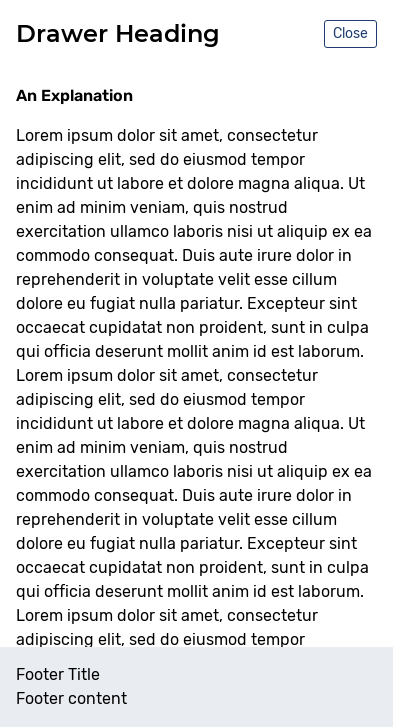 Drawer Heading
Close
An Explanation
Lorem ipsum dolor sit amet, consectetur
adipiscing elit, sed do eiusmod tempor
incididunt ut labore et dolore magna aliqua. Ut
enim ad minim veniam, quis nostrud
exercitation ullamco laboris nisi ut aliquip ex ea
commodo consequat. Duis aute irure dolor in
reprehenderit in voluptate velit esse cillum
dolore eu fugiat nulla pariatur. Excepteur sint
occaecat cupidatat non proident, sunt in culpa
qui officia deserunt mollit anim id est laborum.
Lorem ipsum dolor sit amet, consectetur
adipiscing elit, sed do eiusmod tempor
incididunt ut labore et dolore magna aliqua. Ut
enim ad minim veniam, quis nostrud
exercitation ullamco laboris nisi ut aliquip ex ea
commodo consequat. Duis aute irure dolor in
reprehenderit in voluptate velit esse cillum
dolore eu fugiat nulla pariatur. Excepteur sint
occaecat cupidatat non proident, sunt in culpa
qui officia deserunt mollit anim id est laborum.
Lorem ipsum dolor sit amet, consectetur
adipiscing elit, sed do eiusmod tempor
Footer Title
Footer content